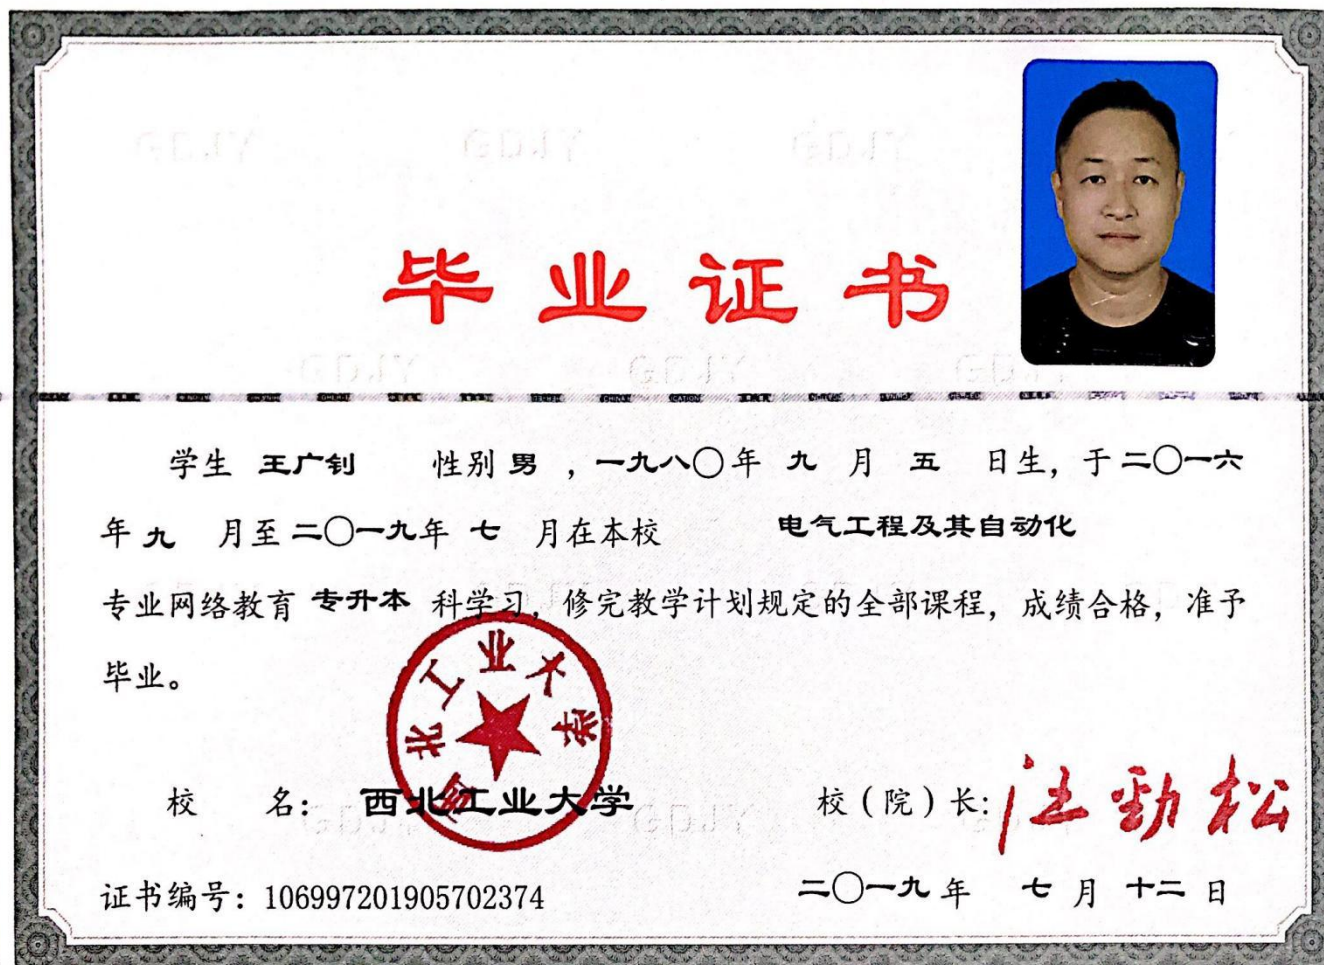 毕业证书
学生 王广钊 性别 男 ，一九八〇年 九 月 五 日生，于二〇一六
年 九 月至 二〇一九年 七 月在本校 电气工程及其自动化
专业网络教育 专升本 科学习，修完教学计划规定的全部课程，成绩合格，准予
毕业。
西北工业大学
校 名： 西北工业大学 校（院）长： 汪劲松
证书编号：106997201905702374 二〇一九 年 七 月 十二 日